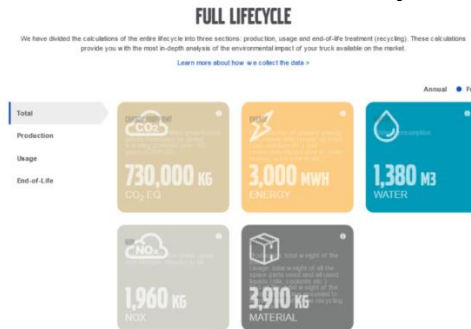 FULL LIFECYCLE
We have divided the calculations of the entire lifecycle into three sections: production, usage and end-of-life treatment (recycling). These calculations
provide you with the most in-depth analysis of the environmental impact of your truck available on the market.
Learn more about how we collect the data >
Annual
Total
Production
Usage
End-of-Life
CO2
730,000 KG
CO2 EQ
3,000 MWH
ENERGY
1,380 M3
WATER
NOx
1,960 KG
NOX
3,910 KG
MATERIAL